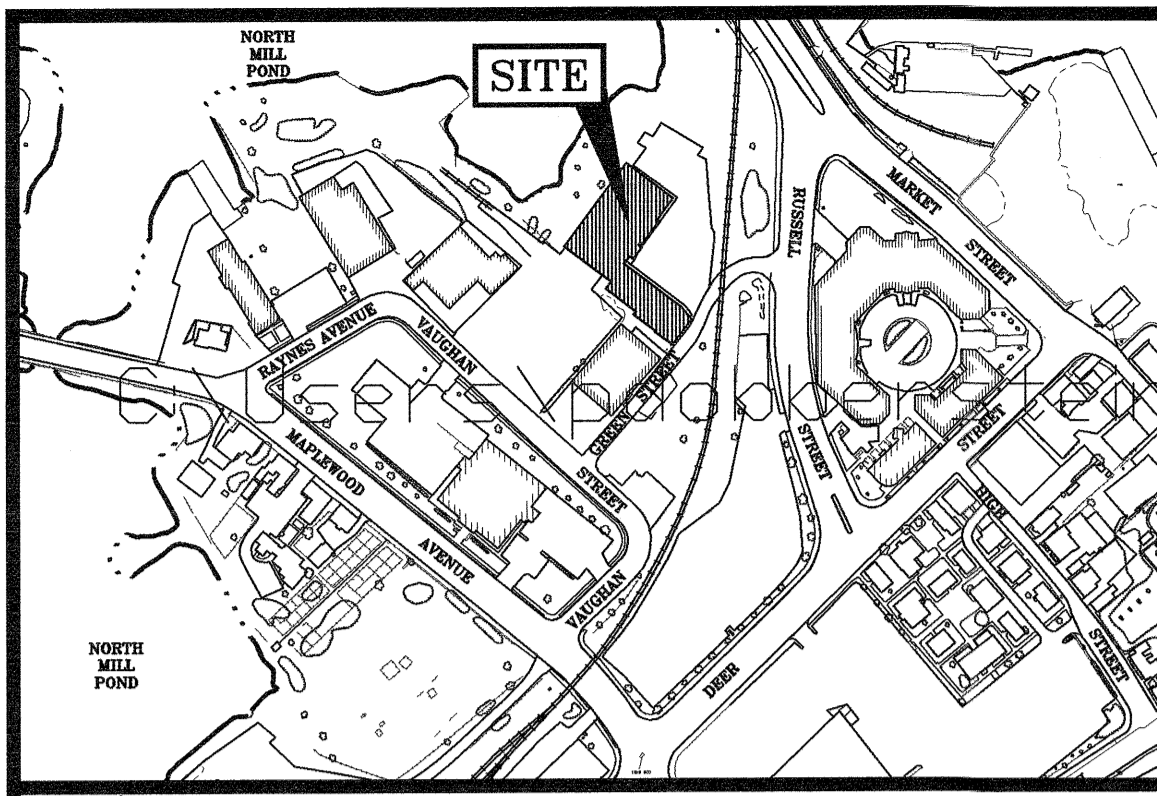 NORTH
MILL
POND
SITE
MARKET
STREET
RUSSELL
STREET
RAYNES AVENUE
VAUGHAN
STREET
GREEN STREET
MAPLEWOOD
AVENUE
VAUGHAN
STREET
HIGH
STREET
DEER
NORTH
MILL
POND